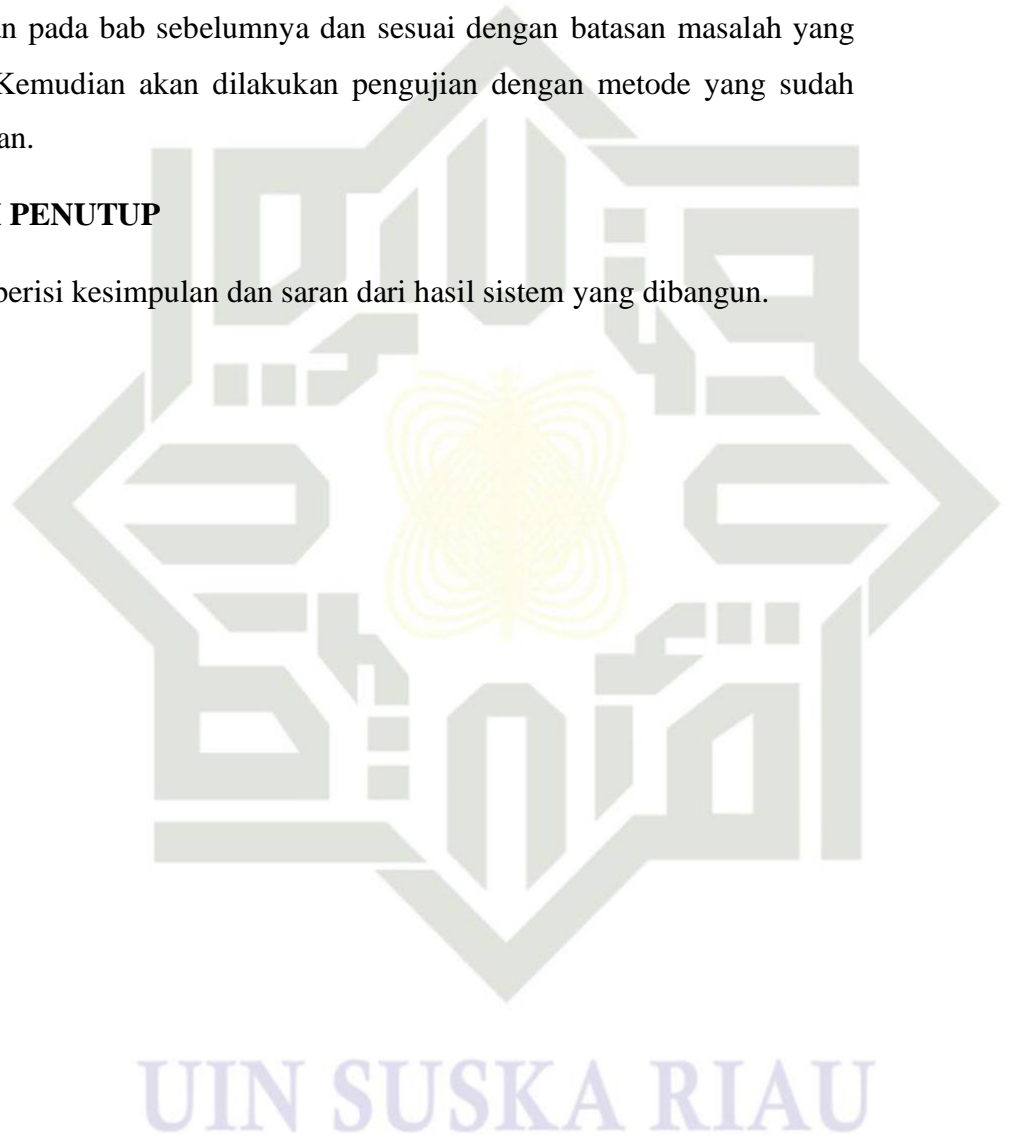 an pada bab sebelumnya dan sesuai dengan batasan masalah yang
Kemudian akan dilakukan pengujian dengan metode yang sudah
an.
I PENUTUP
berisi kesimpulan dan saran dari hasil sistem yang dibangun.
UIN SUSKA RIAU